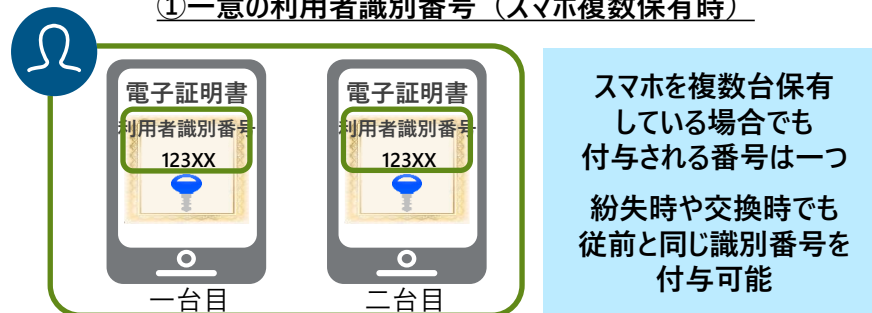 ①一意の利用者識別番号（スマホ複数保有時）
電子証明書
利用者識別番号
123XX
一台目
電子証明書
利用者識別番号
123XX
二台目
スマホを複数台保有
している場合でも
付与される番号は一つ
紛失時や交換時でも
従前と同じ識別番号を
付与可能